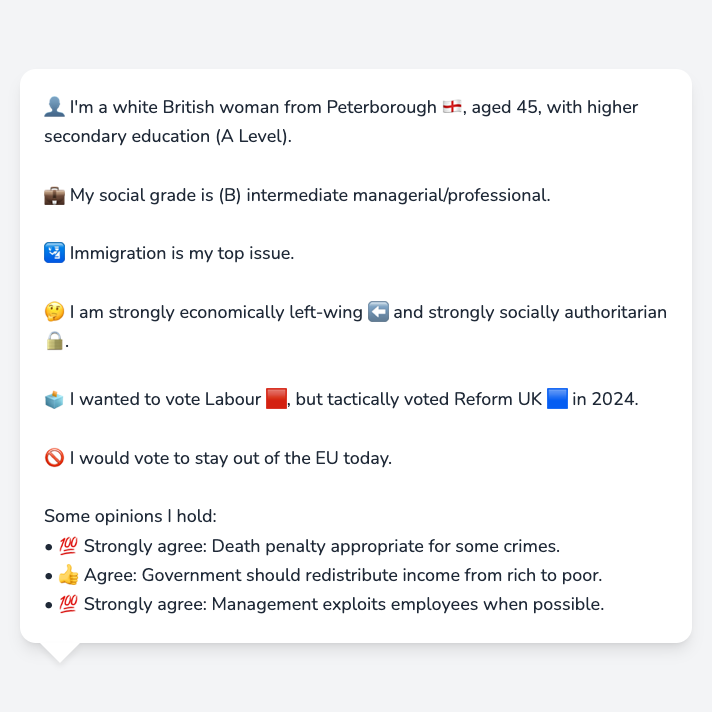 👤 I'm a white British woman from Peterborough 🏴󠁧󠁢󠁥󠁮󠁧󠁿, aged 45, with higher
secondary education (A Level).
💼 My social grade is (B) intermediate managerial/professional.
🛂 Immigration is my top issue.
🤔 I am strongly economically left-wing ⬅️ and strongly socially authoritarian
🔒.
🗳️ I wanted to vote Labour 🟥, but tactically voted Reform UK 🟦 in 2024.
🚫 I would vote to stay out of the EU today.
Some opinions I hold:
• 💯 Strongly agree: Death penalty appropriate for some crimes.
• 👍 Agree: Government should redistribute income from rich to poor.
• 💯 Strongly agree: Management exploits employees when possible.